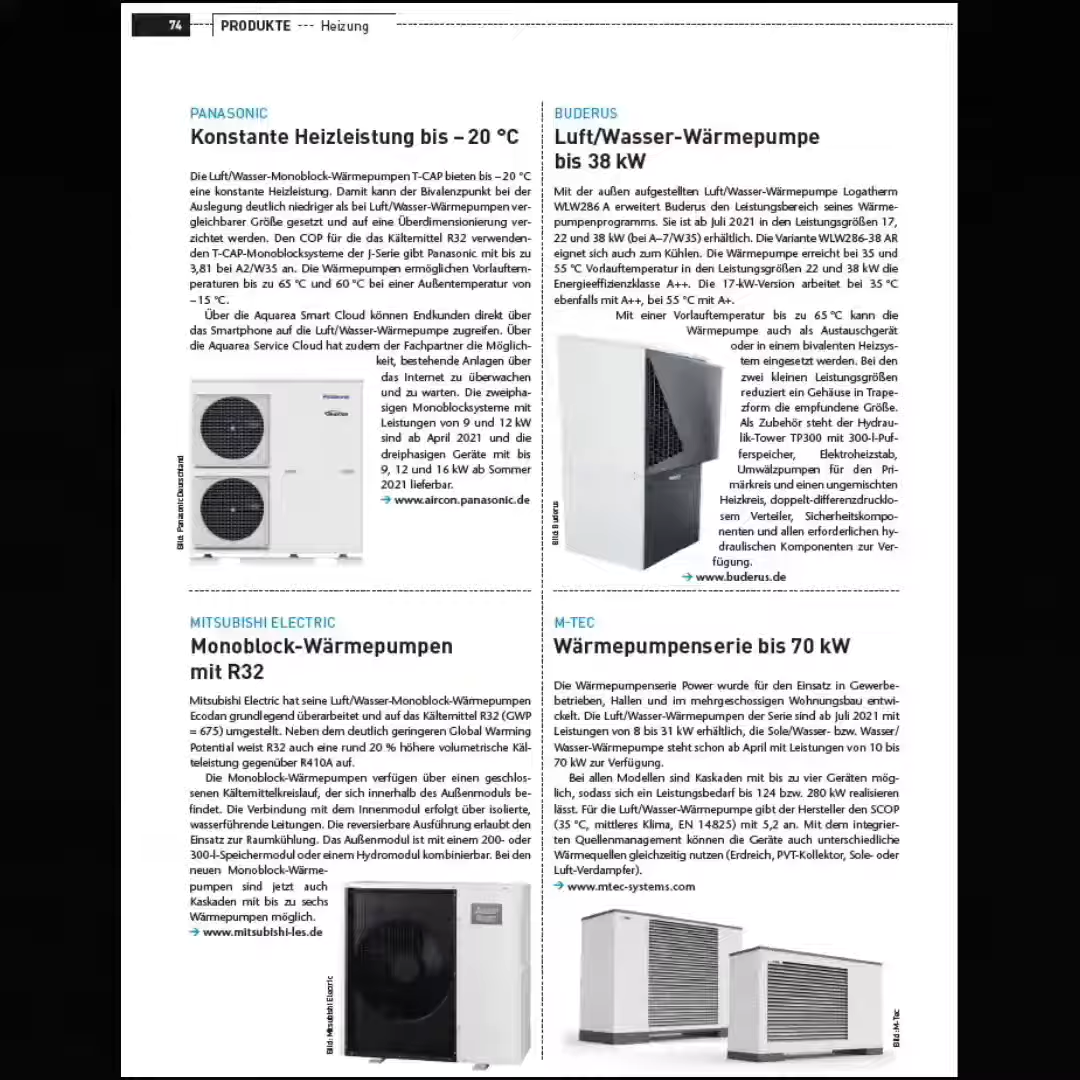 74
PRODUKTE --- Heizung
PANASONIC
Konstante Heizleistung bis – 20 °C
Die Luft/Wasser-Monoblock-Wärmepumpen T-CAP bieten bis – 20 °C
eine konstante Heizleistung. Damit kann der Bivalenzpunkt bei der
Auslegung deutlich niedriger als bei Luft/Wasser-Wärmepumpen ver-
gleichbarer Größe gesetzt und auf eine Überdimensionierung ver-
zichtet werden. Den COP für die das Kältemittel R32 verwenden-
den T-CAP-Monoblocksysteme der J-Serie gibt Panasonic mit bis zu
3,81 bei A2/W35 an. Die Wärmepumpen ermöglichen Vorlauftem-
peraturen bis zu 65 °C und 60 °C bei einer Außentemperatur von
– 15 °C.
Über die Aquarea Smart Cloud können Endkunden direkt über
das Smartphone auf die Luft/Wasser-Wärmepumpe zugreifen. Über
die Aquarea Service Cloud hat zudem der Fachpartner die Möglich-
keit, bestehende Anlagen über
das Internet zu überwachen
und zu warten. Die zweipha-
sigen Monoblocksysteme mit
Leistungen von 9 und 12 kW
sind ab April 2021 und die
dreiphasigen Geräte mit bis
9, 12 und 16 kW ab Sommer
2021 lieferbar.
→ www.aircon.panasonic.de
Panasonic
Bild: Panasonic Deutschland
BUDERUS
Luft/Wasser-Wärmepumpe
bis 38 kW
Mit der außen aufgestellten Luft/Wasser-Wärmepumpe Logatherm
WLW286 A erweitert Buderus den Leistungsbereich seines Wärme-
pumpenprogramms. Sie ist ab Juli 2021 in den Leistungsgrößen 17,
22 und 38 kW (bei A–7/W35) erhältlich. Die Variante WLW286-38 AR
eignet sich auch zum Kühlen. Die Wärmepumpe erreicht bei 35 und
55 °C Vorlauftemperatur in den Leistungsgrößen 22 und 38 kW die
Energieeffizienzklasse A++. Die 17-kW-Version arbeitet bei 35 °C
ebenfalls mit A++, bei 55 °C mit A+.
Mit einer Vorlauftemperatur bis zu 65 °C kann die
Wärmepumpe auch als Austauschgerät
oder in einem bivalenten Heizsys-
tem eingesetzt werden. Bei den
zwei kleinen Leistungsgrößen
reduziert ein Gehäuse in Trape-
zform die empfundene Größe.
Als Zubehör steht der Hydrau-
lik-Tower TP300 mit 300-l-Puf-
ferspeicher, Elektroheizstab,
Umwälzpumpen für den Pri-
märkreis und einen ungemischten
Heizkreis, doppelt-differenzdrucklo-
sem Verteiler, Sicherheitskompo-
nenten und allen erforderlichen hy-
draulischen Komponenten zur Ver-
fügung.
→ www.buderus.de
Bild: Buderus
MITSUBISHI ELECTRIC
Monoblock-Wärmepumpen
mit R32
Mitsubishi Electric hat seine Luft/Wasser-Monoblock-Wärmepumpen
Ecodan grundlegend überarbeitet und auf das Kältemittel R32 (GWP
= 675) umgestellt. Neben dem deutlich geringeren Global Warming
Potential weist R32 auch eine rund 20 % höhere volumetrische Käl-
teleistung gegenüber R410A auf.
Die Monoblock-Wärmepumpen verfügen über einen geschlos-
senen Kältemittelkreislauf, der sich innerhalb des Außenmoduls be-
findet. Die Verbindung mit dem Innenmodul erfolgt über isolierte,
wasserführende Leitungen. Die reversierbare Ausführung erlaubt den
Einsatz zur Raumkühlung. Das Außenmodul ist mit einem 200- oder
300-l-Speichermodul oder einem Hydromodul kombinierbar. Bei den
neuen Monoblock-Wärme-
pumpen sind jetzt auch
Kaskaden mit bis zu sechs
Wärmepumpen möglich.
→ www.mitsubishi-les.de
Bild: Mitsubishi Electric
M-TEC
Wärmepumpenserie bis 70 kW
Die Wärmepumpenserie Power wurde für den Einsatz in Gewerbe-
betrieben, Hallen und im mehrgeschossigen Wohnungsbau entwi-
ckelt. Die Luft/Wasser-Wärmepumpen der Serie sind ab Juli 2021 mit
Leistungen von 8 bis 31 kW erhältlich, die Sole/Wasser- bzw. Wasser/
Wasser-Wärmepumpe steht schon ab April mit Leistungen von 10 bis
70 kW zur Verfügung.
Bei allen Modellen sind Kaskaden mit bis zu vier Geräten mög-
lich, sodass sich ein Leistungsbedarf bis 124 bzw. 280 kW realisieren
lässt. Für die Luft/Wasser-Wärmepumpe gibt der Hersteller den SCOP
(35 °C, mittleres Klima, EN 14825) mit 5,2 an. Mit dem integrier-
ten Quellenmanagement können die Geräte auch unterschiedliche
Wärmequellen gleichzeitig nutzen (Erdreich, PVT-Kollektor, Sole- oder
Luft-Verdampfer).
→ www.mtec-systems.com
Bild: M-Tec